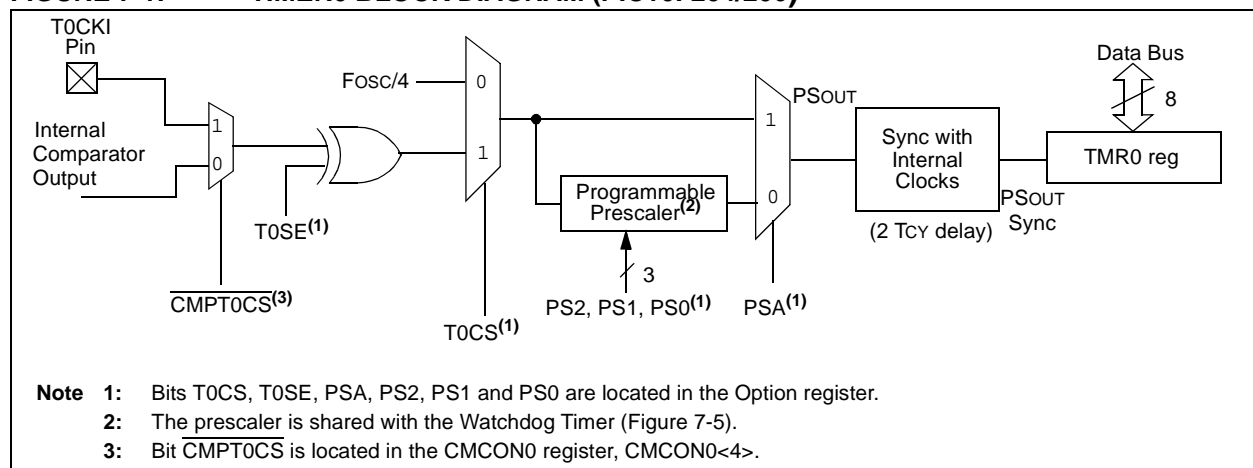 T0CKI
Pin
Internal
Comparator
Output
1
0
T0SE(1)
CMPT0CS(3)
FOSC/4
0
1
T0CS(1)
Programmable
Prescaler(2)
3
PS2, PS1, PS0(1)
1
0
PSA(1)
PSOUT
Sync with
Internal
Clocks
(2 TCY delay)
PSOUT
Sync
Data Bus
8
TMR0 reg
Note 1: Bits T0CS, T0SE, PSA, PS2, PS1 and PS0 are located in the Option register.
2: The prescaler is shared with the Watchdog Timer (Figure 7-5).
3: Bit CMPT0CS is located in the CMCON0 register, CMCON0<4>.